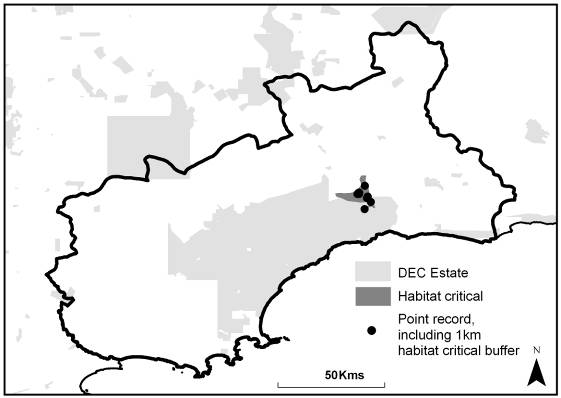 DEC Estate
Habitat critical
Point record,
including 1km
habitat critical buffer
N
50Kms